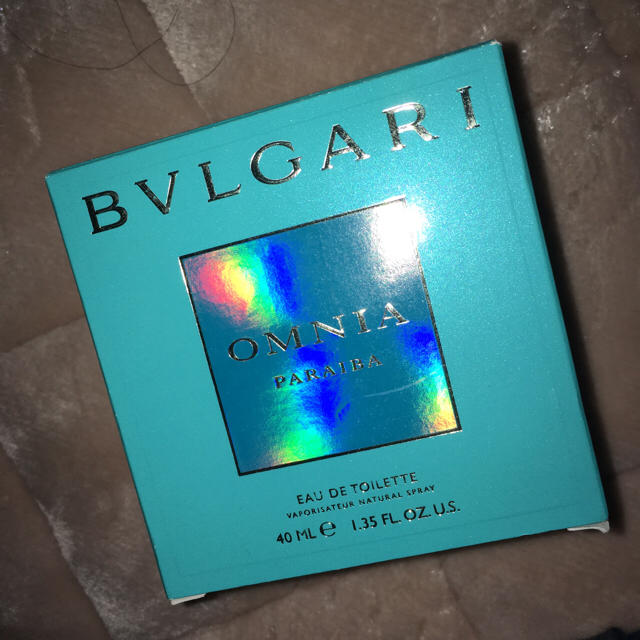 BVLGARI
OMNIA
PARAIBA
EAU DE TOILETTE
VAPORISATEUR NATURAL SPRAY
40 ML ℮ 1.35 FL. OZ. U.S.